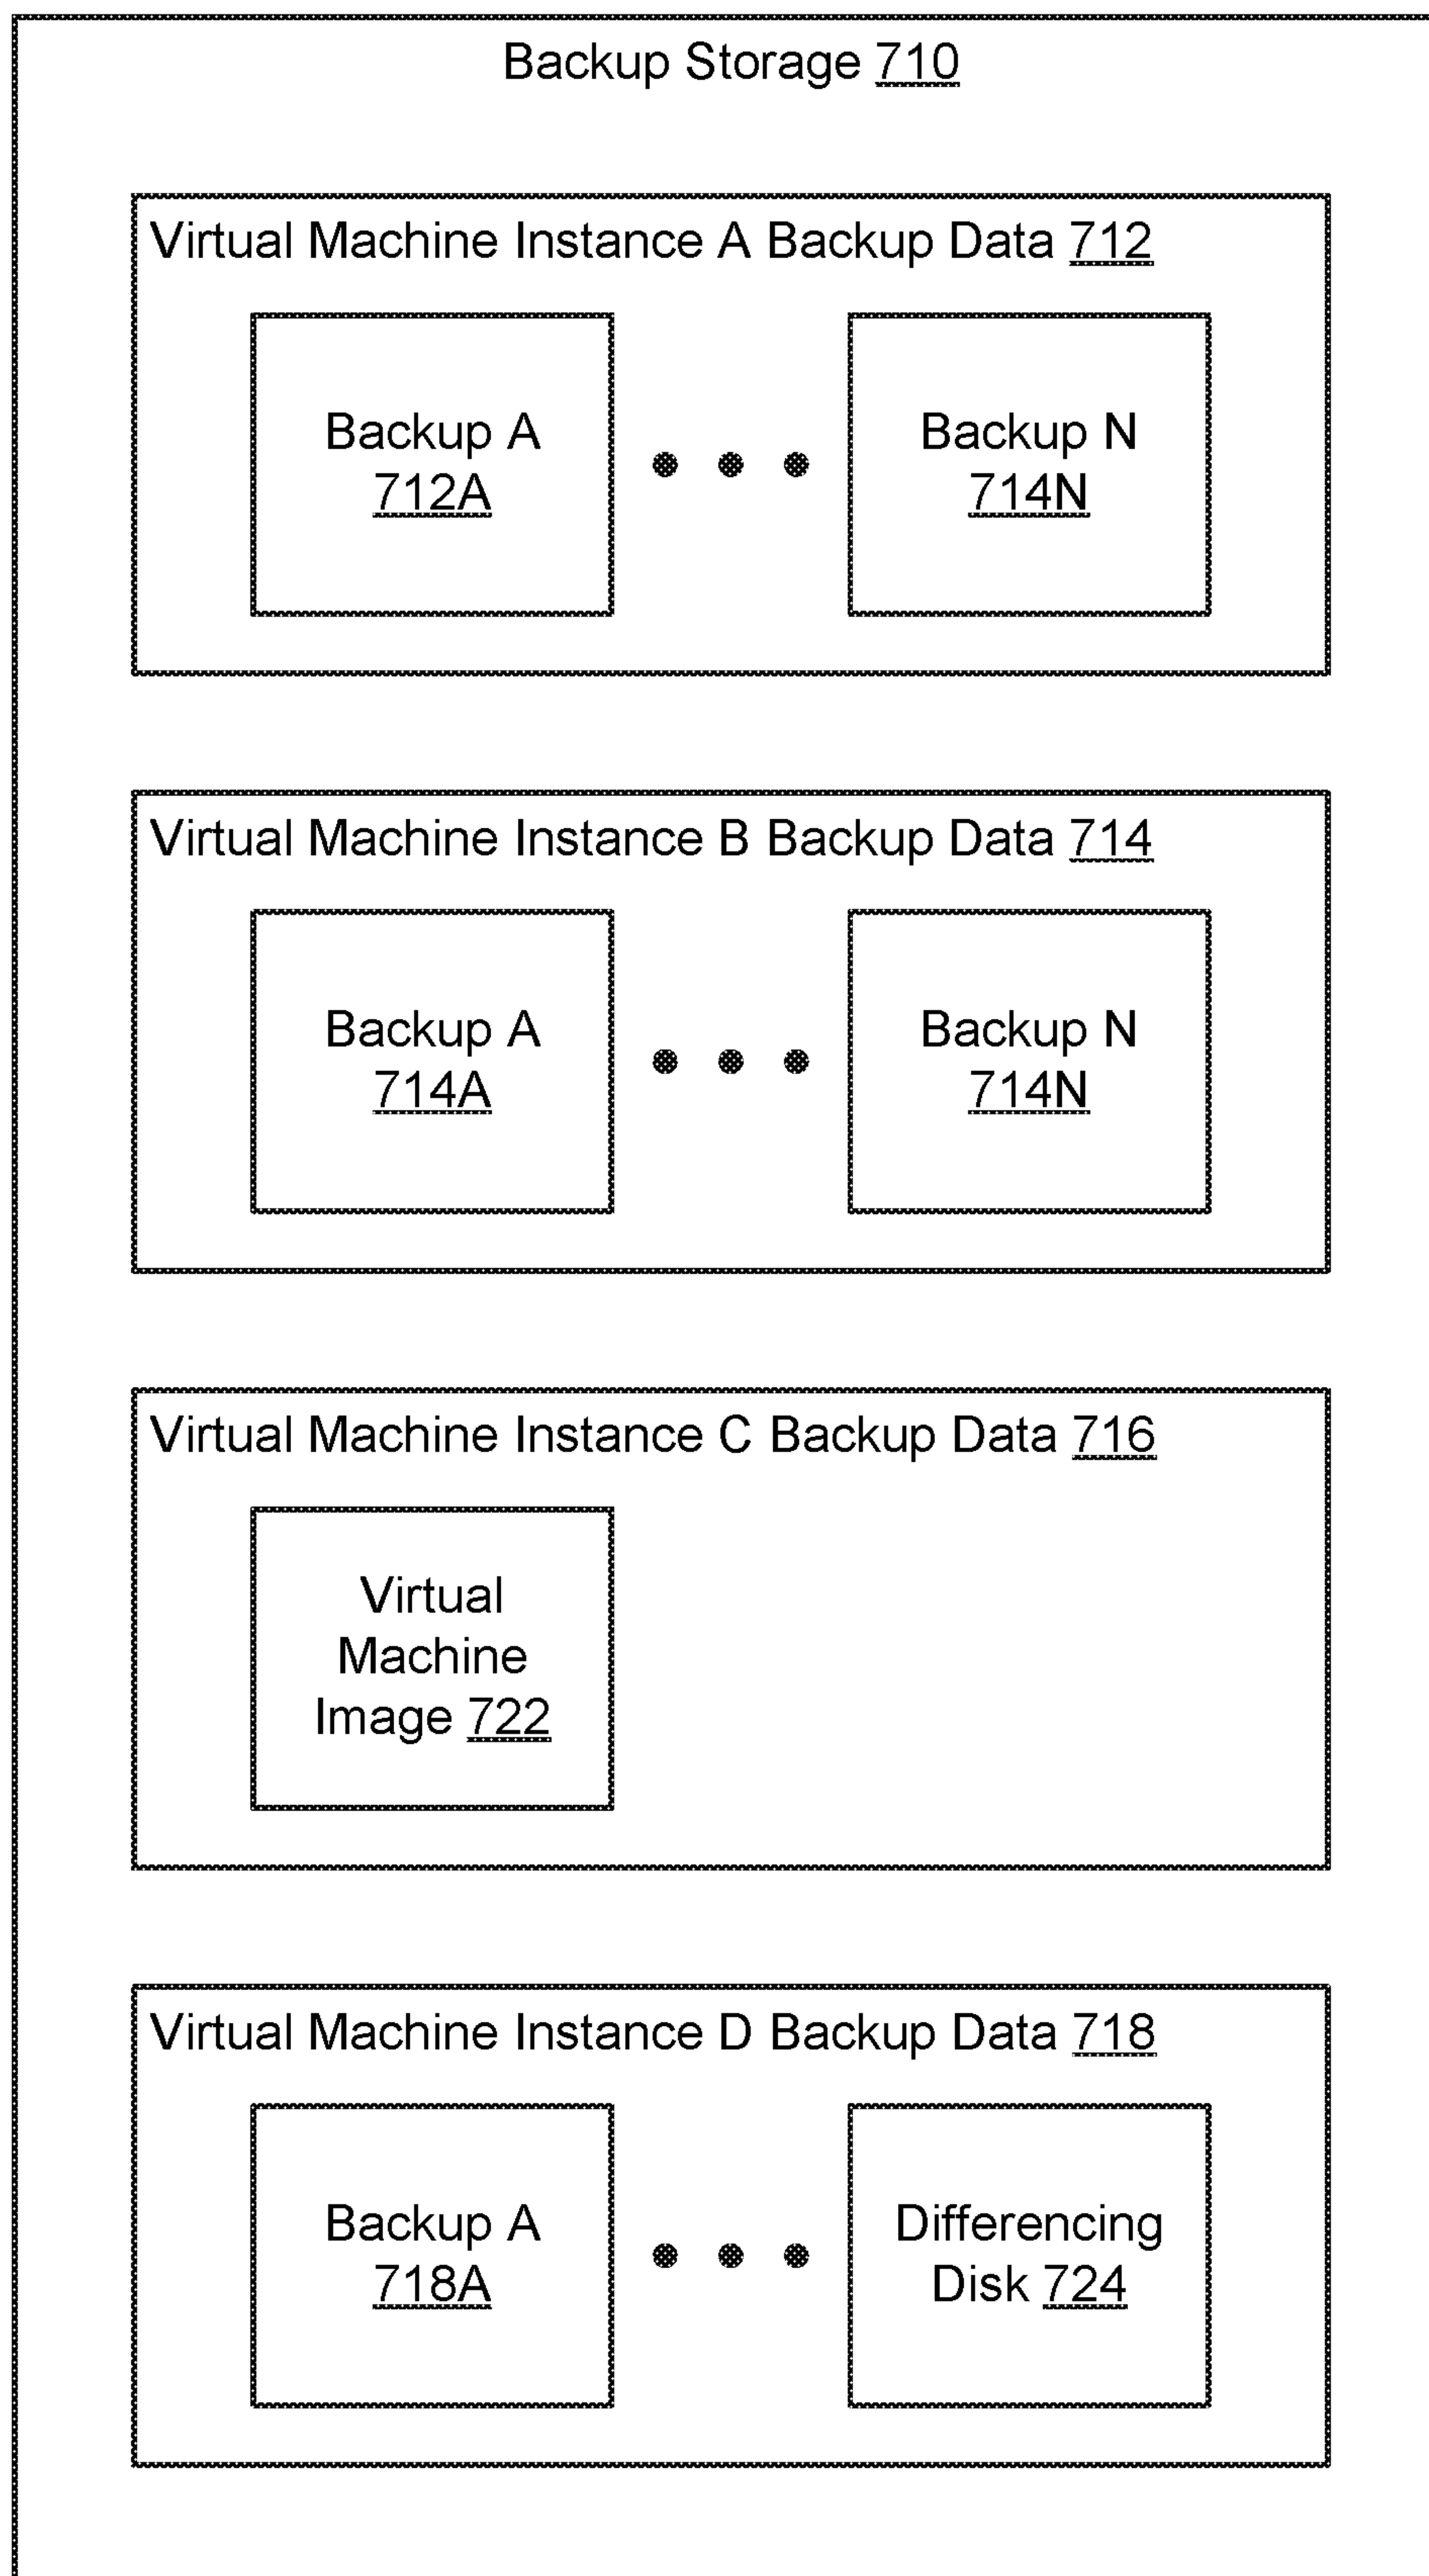 Backup Storage 710
Virtual Machine Instance A Backup Data 712
Backup A
712A
Backup N
714N
Virtual Machine Instance B Backup Data 714
Backup A
714A
Backup N
714N
Virtual Machine Instance C Backup Data 716
Virtual
Machine
Image 722
Virtual Machine Instance D Backup Data 718
Backup A
718A
Differencing
Disk 724